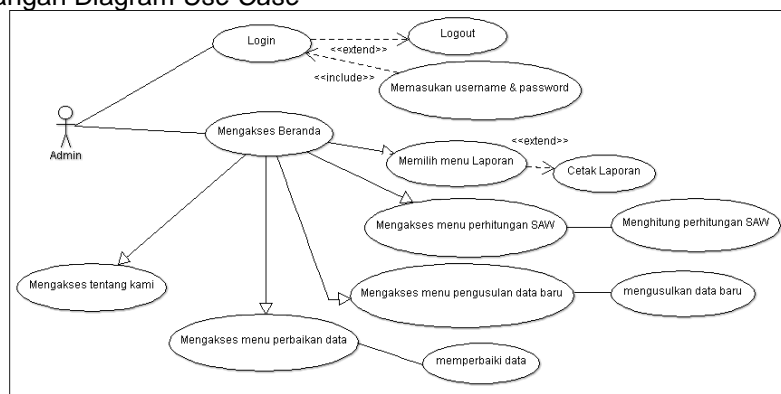 angan Diagram Use Case
Login
<<extend>>
Logout
<<include>>
Memasukan username & password
Admin
Mengakses Beranda
Memilih menu Laporan
<<extend>>
Cetak Laporan
Mengakses menu perhitungan SAW
Menghitung perhitungan SAW
Mengakses tentang kami
Mengakses menu pengusulan data baru
mengusulkan data baru
Mengakses menu perbaikan data
memperbaiki data